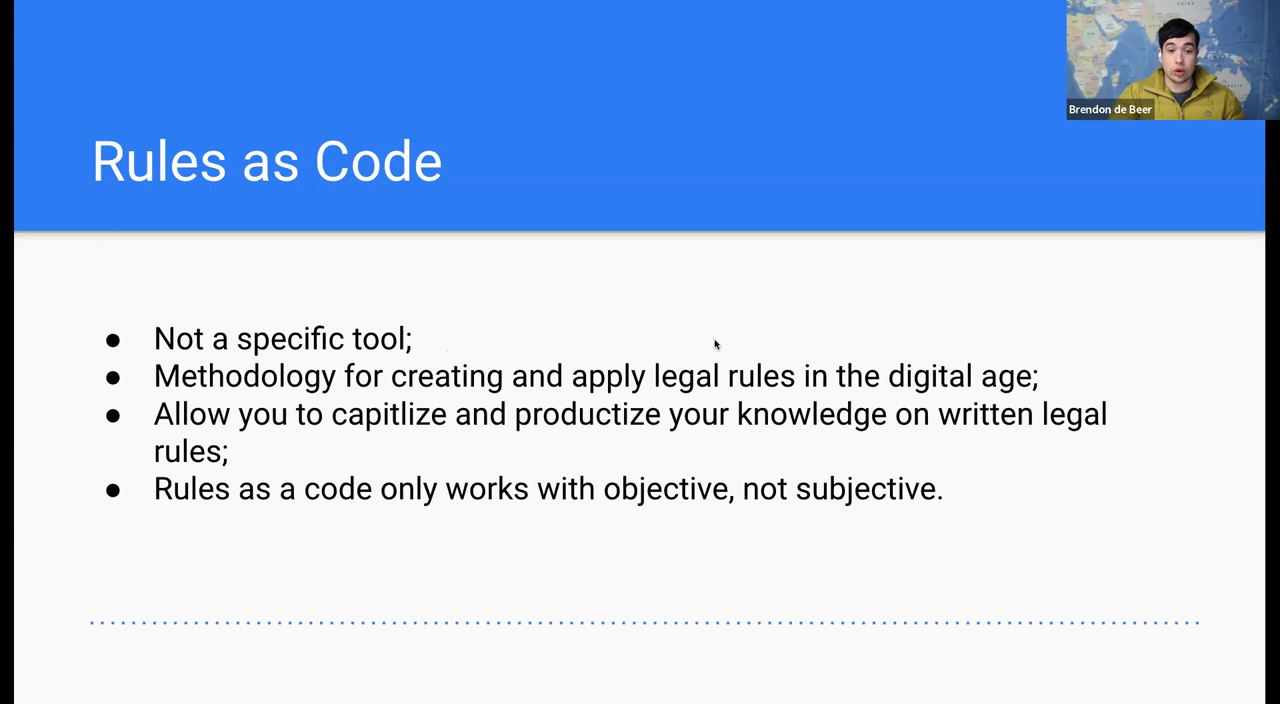 Brendon de Beer
Rules as Code
● Not a specific tool;
● Methodology for creating and apply legal rules in the digital age;
● Allow you to capitlize and productize your knowledge on written legal
rules;
● Rules as a code only works with objective, not subjective.